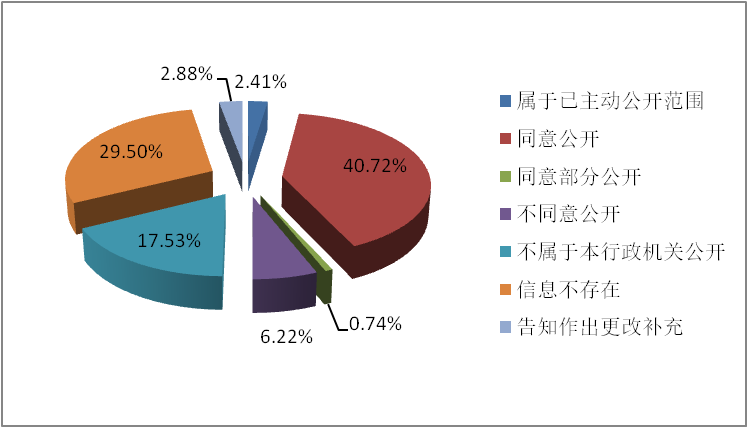 2.88%
2.41%
40.72%
29.50%
17.53%
6.22%
0.74%
属于已主动公开范围
同意公开
同意部分公开
不同意公开
不属于本行政机关公开
信息不存在
告知作出更改补充